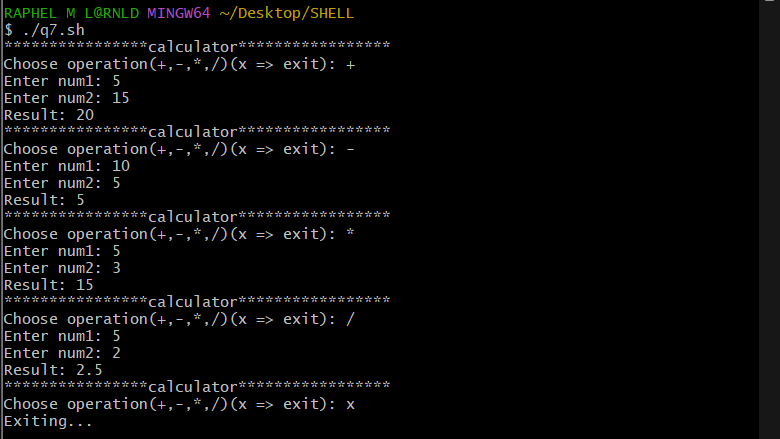 RAPHEL M L@RNLD MINGW64 ~/Desktop/SHELL
$ ./q7.sh
****************calculator*****************
Choose operation(+,-,*,/)(x => exit): +
Enter num1: 5
Enter num2: 15
Result: 20
****************calculator*****************
Choose operation(+,-,*,/)(x => exit): -
Enter num1: 10
Enter num2: 5
Result: 5
****************calculator*****************
Choose operation(+,-,*,/)(x => exit): *
Enter num1: 5
Enter num2: 3
Result: 15
****************calculator*****************
Choose operation(+,-,*,/)(x => exit): /
Enter num1: 5
Enter num2: 2
Result: 2.5
****************calculator*****************
Choose operation(+,-,*,/)(x => exit): x
Exiting...